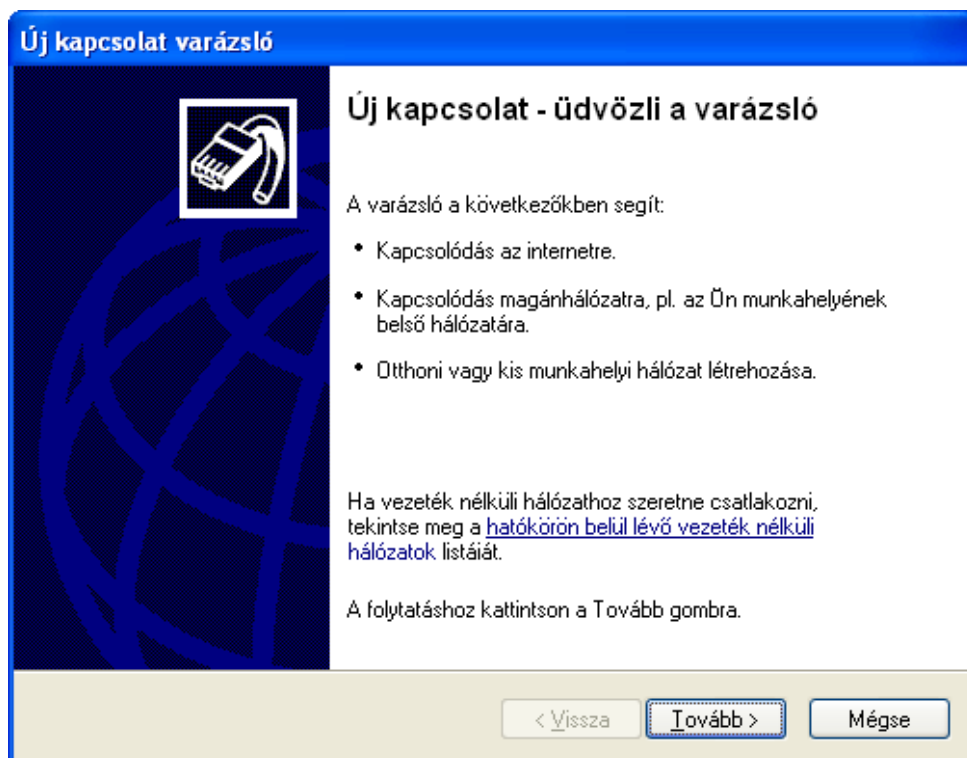 Új kapcsolat varázsló
Új kapcsolat - üdvözli a varázsló
A varázsló a következőkben segít:
• Kapcsolódás az internetre.
• Kapcsolódás magánhálózatra, pl. az Ön munkahelyének
belső hálózatára.
• Otthoni vagy kis munkahelyi hálózat létrehozása.
Ha vezeték nélküli hálózathoz szeretne csatlakozni,
tekintse meg a hatókörön belül lévő vezeték nélküli
hálózatok listáját.
A folytatáshoz kattintson a Tovább gombra.
< Vissza Tovább > Mégse